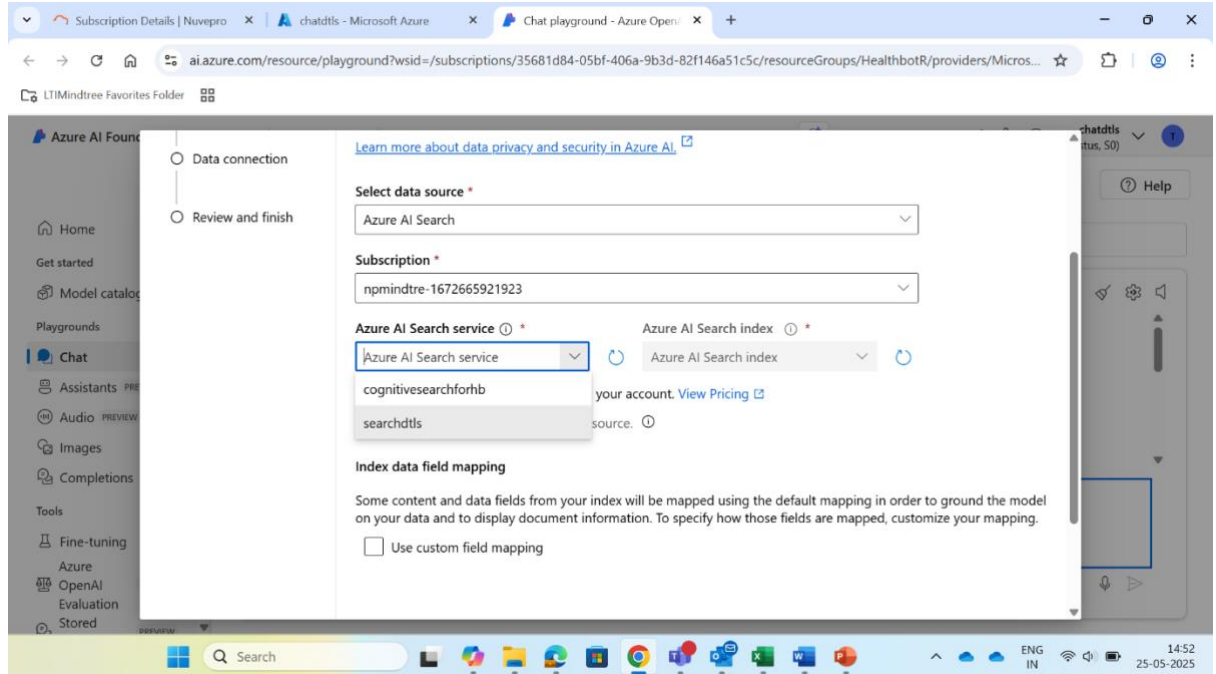 Subscription Details | Nuvepro
chatdtls - Microsoft Azure
Chat playground - Azure Open
ai.azure.com/resource/playground?wsid=/subscriptions/35681d84-05bf-406a-9b3d-82f146a51c5c/resourceGroups/HealthbotR/providers/Micros...
LTIMindtree Favorites Folder
Azure AI Foun
chatdtls
tus, S0)
T
Help
Home
Get started
Model catalog
Playgrounds
Chat
Assistants PRE
Audio PREVIEW
Images
Completions
Tools
Fine-tuning
Azure
OpenAI
Evaluation
Stored
PREVIEW
Data connection
Review and finish
Learn more about data privacy and security in Azure AI.
Select data source *
Azure AI Search
Subscription *
npmindtre-1672665921923
Azure AI Search service * Azure AI Search index *
Azure AI Search service Azure AI Search index
cognitivesearchforhb
your account. View Pricing
searchdtls
source.
Index data field mapping
Some content and data fields from your index will be mapped using the default mapping in order to ground the model
on your data and to display document information. To specify how those fields are mapped, customize your mapping.
Use custom field mapping
Search
ENG
IN
14:52
25-05-2025